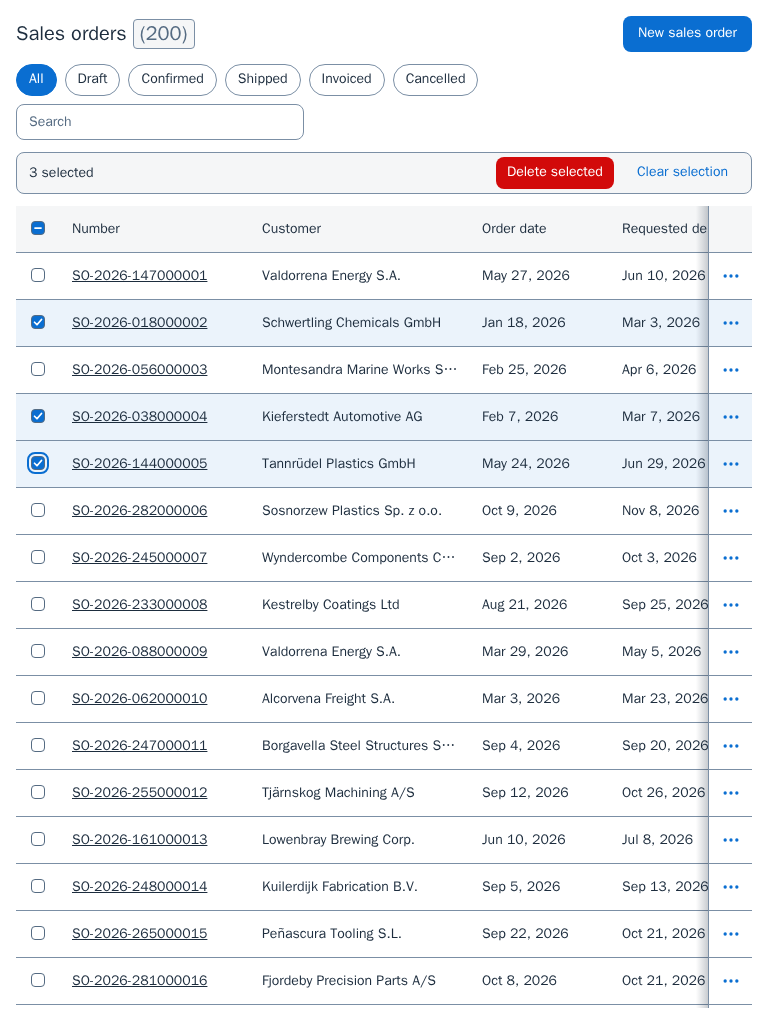 Sales orders (200)
New sales order
All Draft Confirmed Shipped Invoiced Cancelled
Search
3 selected Delete selected Clear selection
Number Customer Order date Requested de
SO-2026-147000001 Valdorrena Energy S.A. May 27, 2026 Jun 10, 2026
SO-2026-018000002 Schwertling Chemicals GmbH Jan 18, 2026 Mar 3, 2026
SO-2026-056000003 Montesandra Marine Works S… Feb 25, 2026 Apr 6, 2026
SO-2026-038000004 Kieferstedt Automotive AG Feb 7, 2026 Mar 7, 2026
SO-2026-144000005 Tannrüdel Plastics GmbH May 24, 2026 Jun 29, 2026
SO-2026-282000006 Sosnorzew Plastics Sp. z o.o. Oct 9, 2026 Nov 8, 2026
SO-2026-245000007 Wyndercombe Components C… Sep 2, 2026 Oct 3, 2026
SO-2026-233000008 Kestrelby Coatings Ltd Aug 21, 2026 Sep 25, 2026
SO-2026-088000009 Valdorrena Energy S.A. Mar 29, 2026 May 5, 2026
SO-2026-062000010 Alcorvena Freight S.A. Mar 3, 2026 Mar 23, 2026
SO-2026-247000011 Borgavella Steel Structures S… Sep 4, 2026 Sep 20, 2026
SO-2026-255000012 Tjärnskog Machining A/S Sep 12, 2026 Oct 26, 2026
SO-2026-161000013 Lowenbray Brewing Corp. Jun 10, 2026 Jul 8, 2026
SO-2026-248000014 Kuilerdijk Fabrication B.V. Sep 5, 2026 Sep 13, 2026
SO-2026-265000015 Peñascura Tooling S.L. Sep 22, 2026 Oct 21, 2026
SO-2026-281000016 Fjordeby Precision Parts A/S Oct 8, 2026 Oct 21, 2026